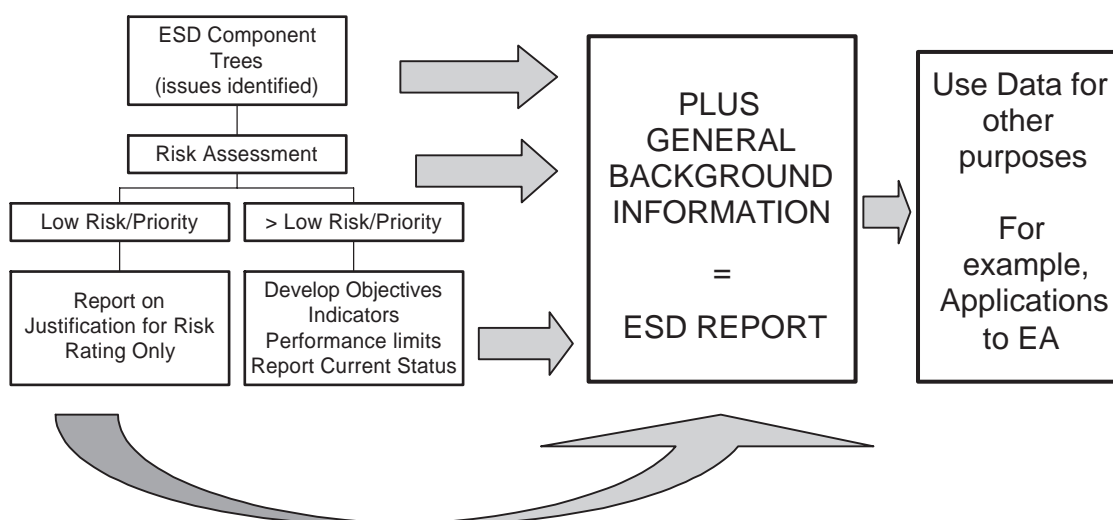 ESD Component
Trees
(issues identified)
Risk Assessment
Low Risk/Priority
> Low Risk/Priority
Report on
Justification for Risk
Rating Only
Develop Objectives
Indicators
Performance limits
Report Current Status
PLUS
GENERAL
BACKGROUND
INFORMATION
=
ESD REPORT
Use Data for
other
purposes
For
example,
Applications
to EA